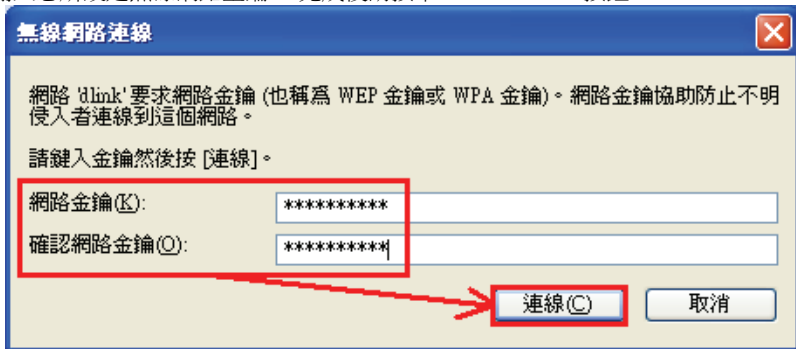 無線網路連線
網路 'dlink' 要求網路金鑰 (也稱為 WEP 金鑰或 WPA 金鑰)。網路金鑰協助防止不明
侵入者連線到這個網路。
請鍵入金鑰然後按 [連線]。
網路金鑰(K): **********
確認網路金鑰(O): **********
連線(C) 取消